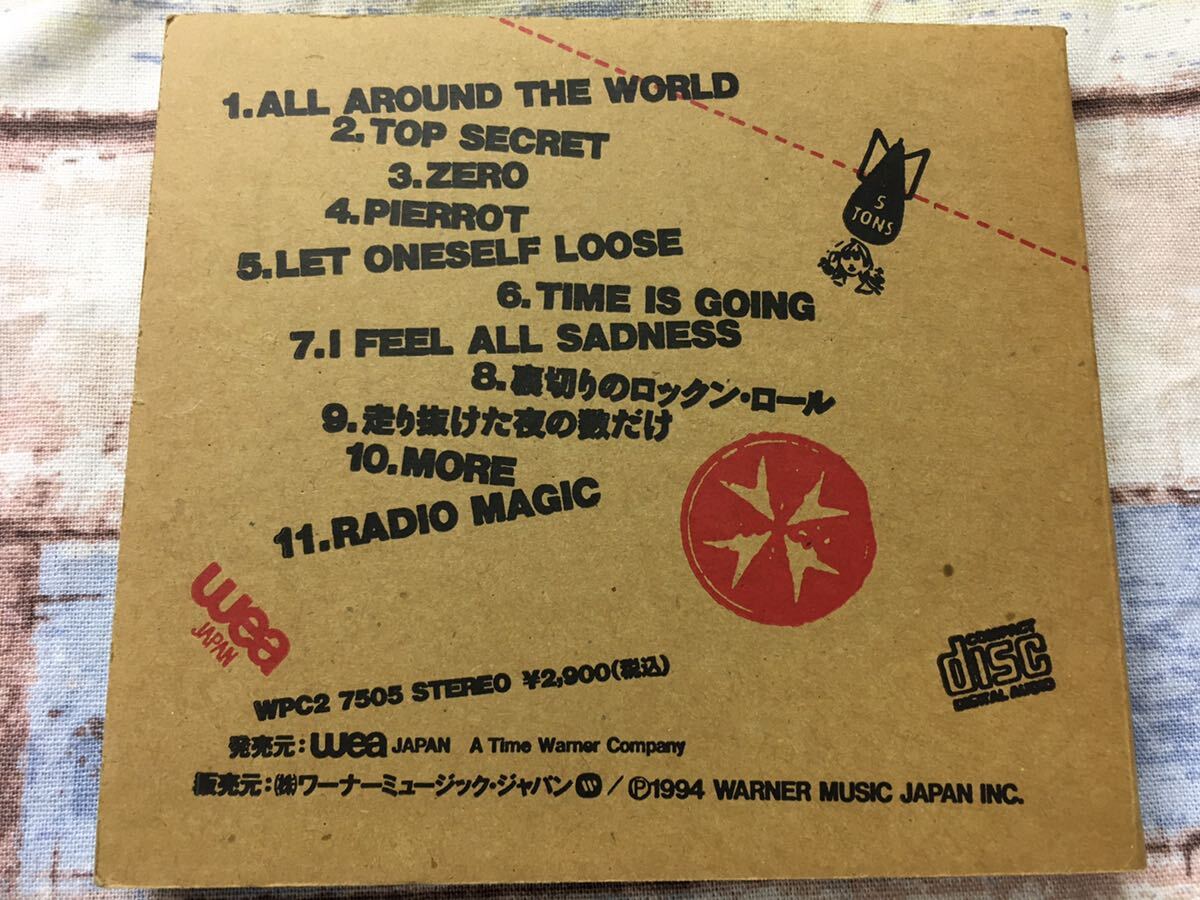 1.ALL AROUND THE WORLD
2.TOP SECRET
3.ZERO
4.PIERROT
5.LET ONESELF LOOSE
6.TIME IS GOING
7.I FEEL ALL SADNESS
8.裏切りのロックン・ロール
9.走り抜けた夜の数だけ
10.MORE
11.RADIO MAGIC
5
TONS
wea
JAPAN
COMPACT
disc
DIGITAL AUDIO
WPC2 7505 STEREO ¥2,900(税込)
発売元:wea JAPAN A Time Warner Company
販売元:㈱ワーナーミュージック・ジャパン / ℗1994 WARNER MUSIC JAPAN INC.